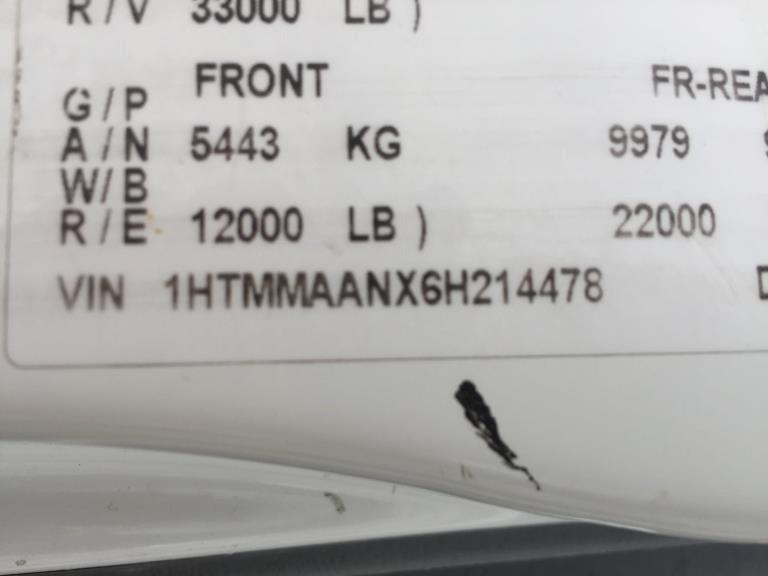 R/V 33000 LB)
FRONT FR-REA
G/P
A/N 5443 KG 9979
W/B
R/E 12000 LB) 22000
VIN 1HTMMAANX6H214478